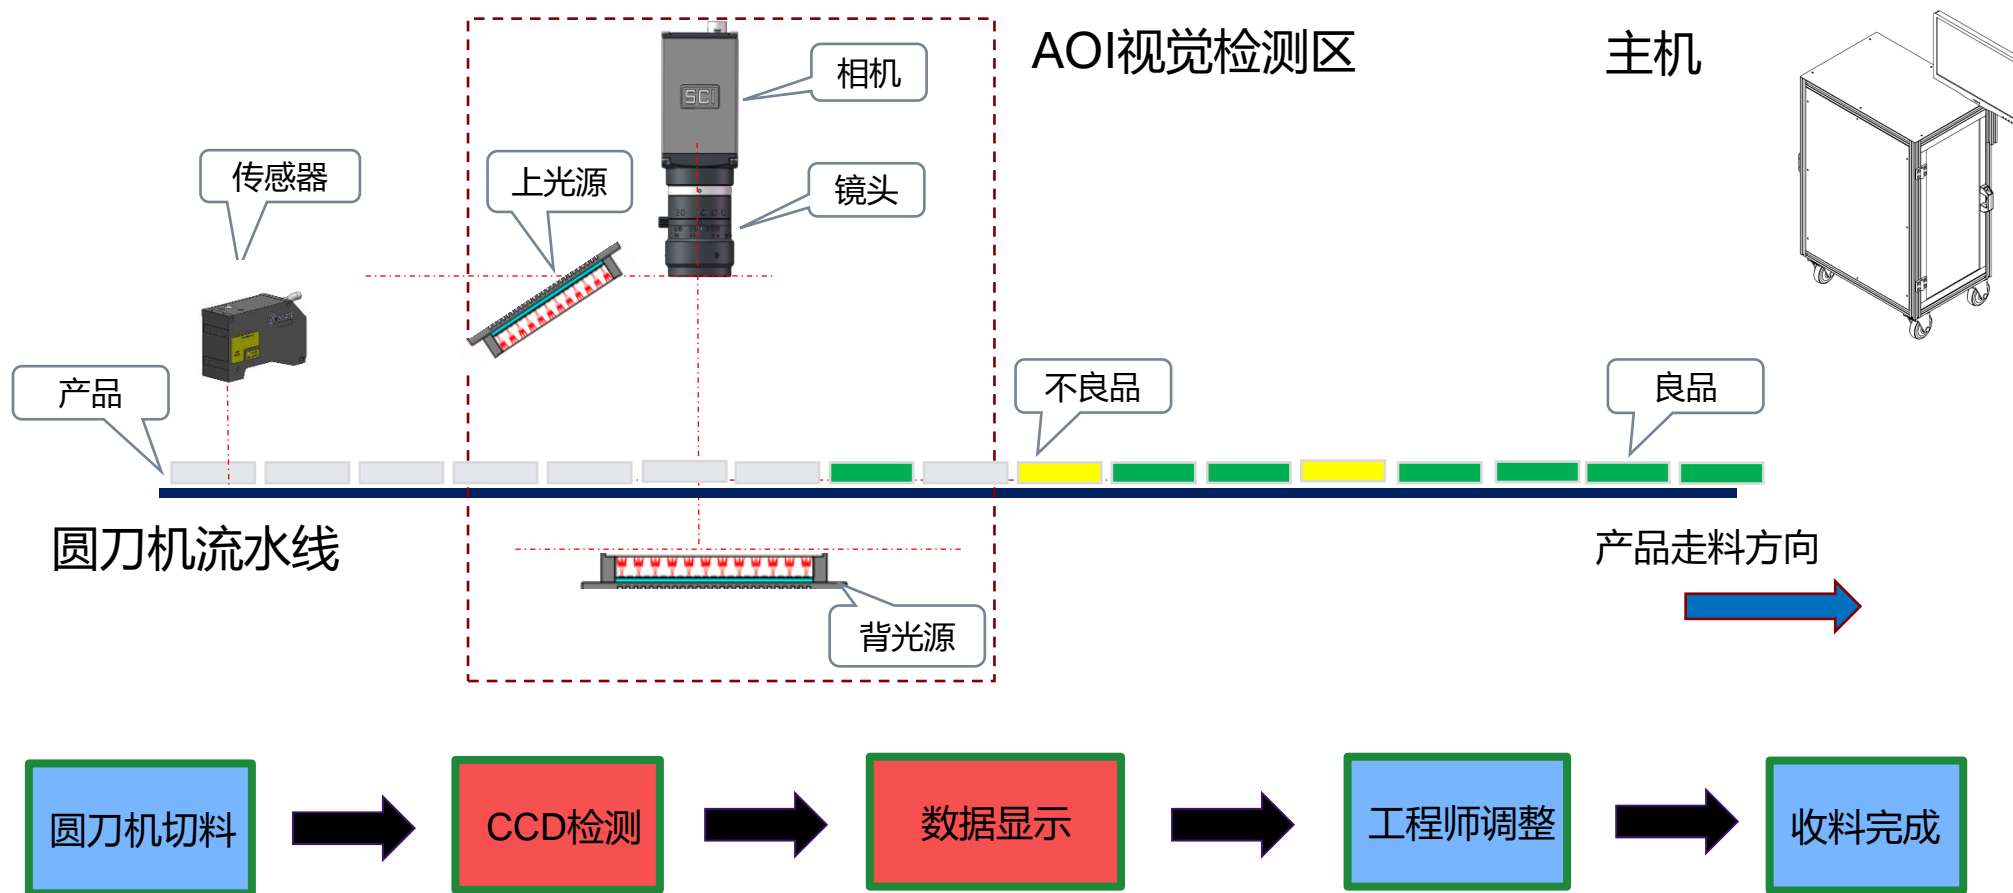 AOI视觉检测区
主机
相机
SCI
传感器
上光源
镜头
产品
不良品
良品
圆刀机流水线
产品走料方向
背光源
圆刀机切料
CCD检测
数据显示
工程师调整
收料完成